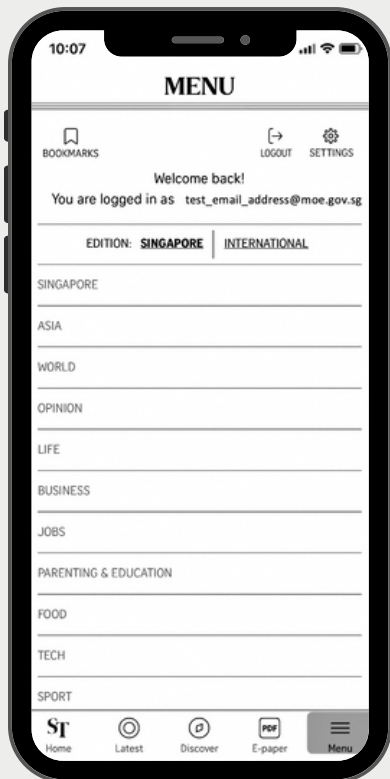 10:07
MENU
BOOKMARKS LOGOUT SETTINGS
Welcome back!
You are logged in as test_email_address@moe.gov.sg
EDITION: SINGAPORE INTERNATIONAL
SINGAPORE
ASIA
WORLD
OPINION
LIFE
BUSINESS
JOBS
PARENTING & EDUCATION
FOOD
TECH
SPORT
ST PDF
Home Latest Discover E-paper Menu